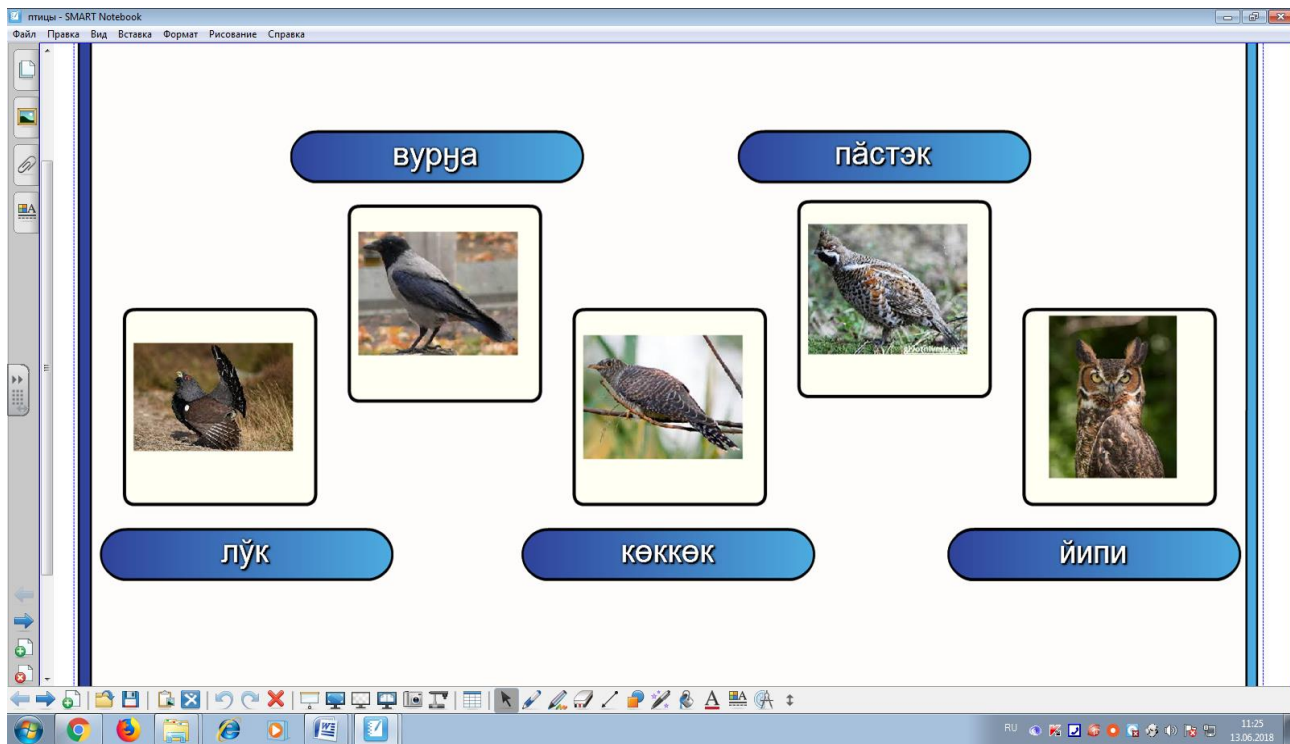 птицы - SMART Notebook
Файл Правка Вид Вставка Формат Рисование Справка
вурӈа
пӑстэк
лў̆к
көккөк
йипи
RU
11:25
13.06.2018